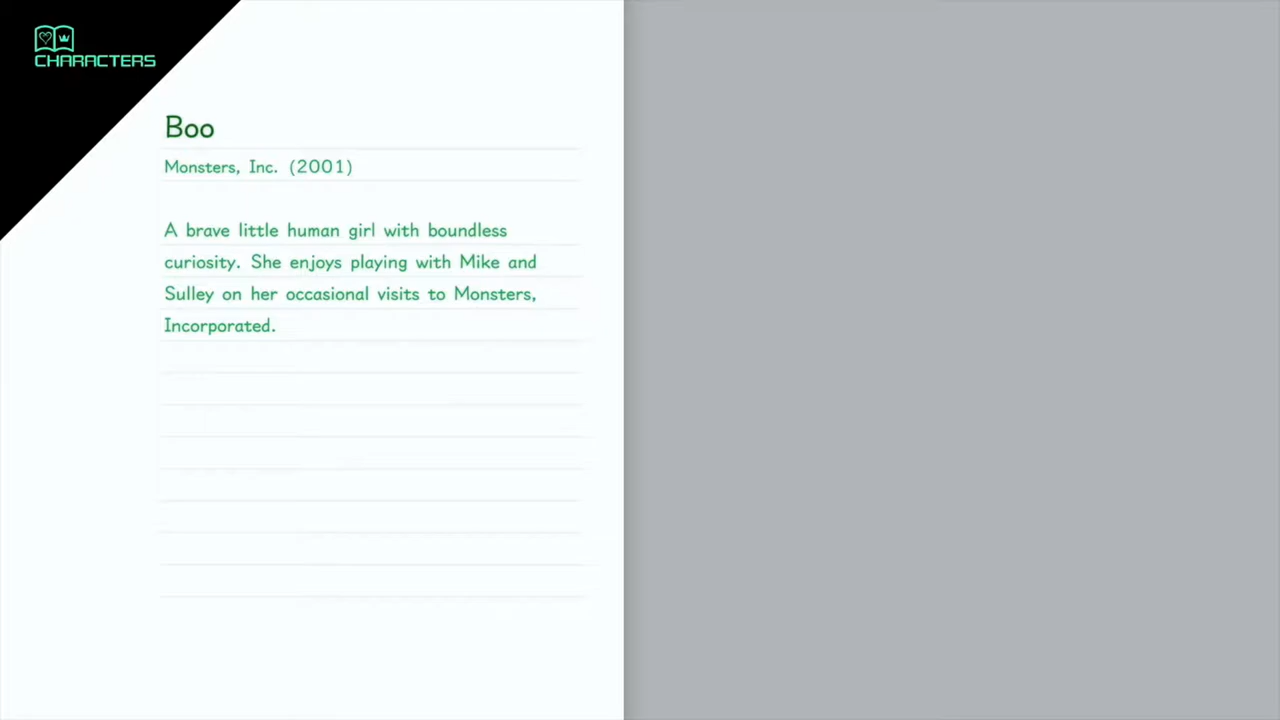 CHARACTERS
Boo
Monsters, Inc. (2001)
A brave little human girl with boundless
curiosity. She enjoys playing with Mike and
Sulley on her occasional visits to Monsters,
Incorporated.